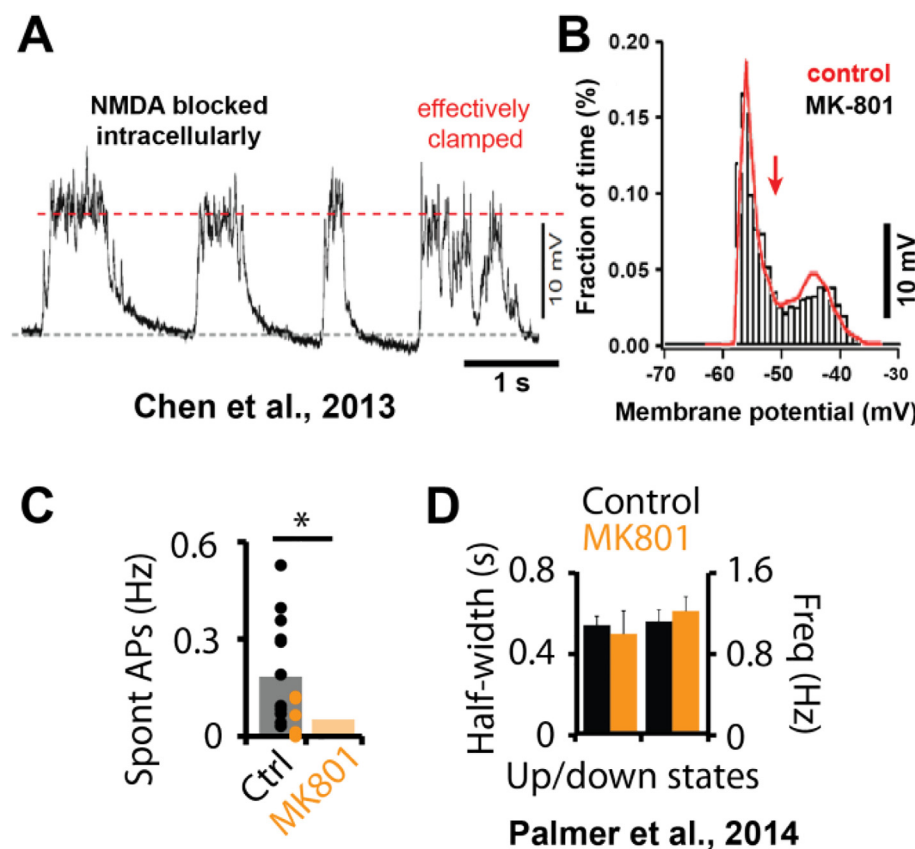 A
NMDA blocked
intracellularly
effectively
clamped
10 mV
1 s
Chen et al., 2013
B
control
MK-801
Fraction of time (%)
0.20
0.15
0.10
0.05
0.00
10 mV
-70
-60
-50
-40
-30
Membrane potential (mV)
C
*
Spont APs (Hz)
0.6
0.3
0
Ctrl
MK801
D
Control
MK801
Half-width (s)
0.8
0.4
0
1.6
0.8
0
Freq (Hz)
Up/down states
Palmer et al., 2014